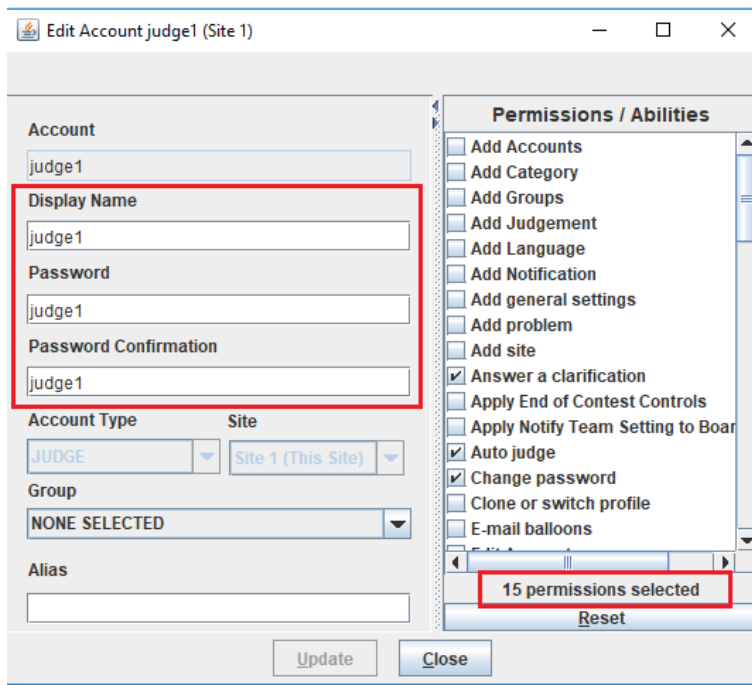 Edit Account judge1 (Site 1)
Account
judge1
Display Name
judge1
Password
judge1
Password Confirmation
judge1
Account Type Site
JUDGE Site 1 (This Site)
Group
NONE SELECTED
Alias
Permissions / Abilities
Add Accounts
Add Category
Add Groups
Add Judgement
Add Language
Add Notification
Add general settings
Add problem
Add site
Answer a clarification
Apply End of Contest Controls
Apply Notify Team Setting to Boar
Auto judge
Change password
Clone or switch profile
E-mail balloons
15 permissions selected
Reset
Update Close